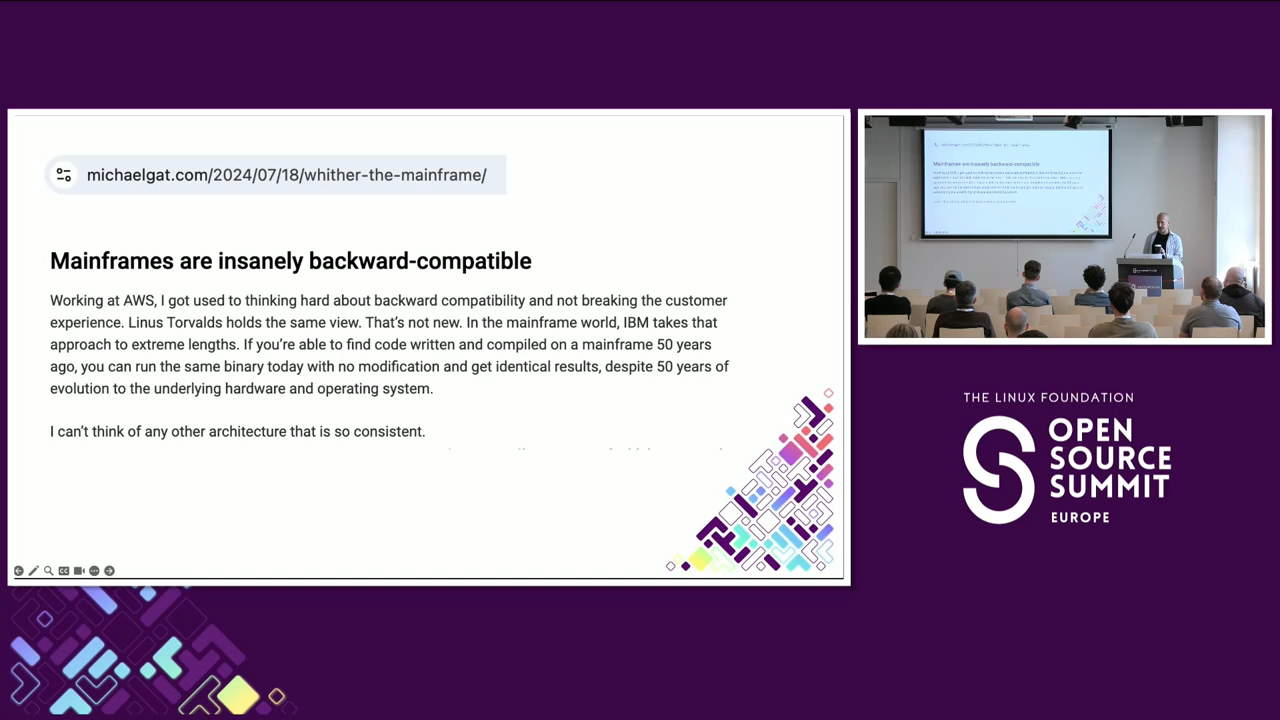 michaelgat.com/2024/07/18/whither-the-mainframe/
Mainframes are insanely backward-compatible
Working at AWS, I got used to thinking hard about backward compatibility and not breaking the customer
experience. Linus Torvalds holds the same view. That's not new. In the mainframe world, IBM takes that
approach to extreme lengths. If you're able to find code written and compiled on a mainframe 50 years
ago, you can run the same binary today with no modification and get identical results, despite 50 years of
evolution to the underlying hardware and operating system.
I can't think of any other architecture that is so consistent.
Mainframes are insanely backward-compatible
THE LINUX FOUNDATION
OPEN
SOURCE
SUMMIT
EUROPE